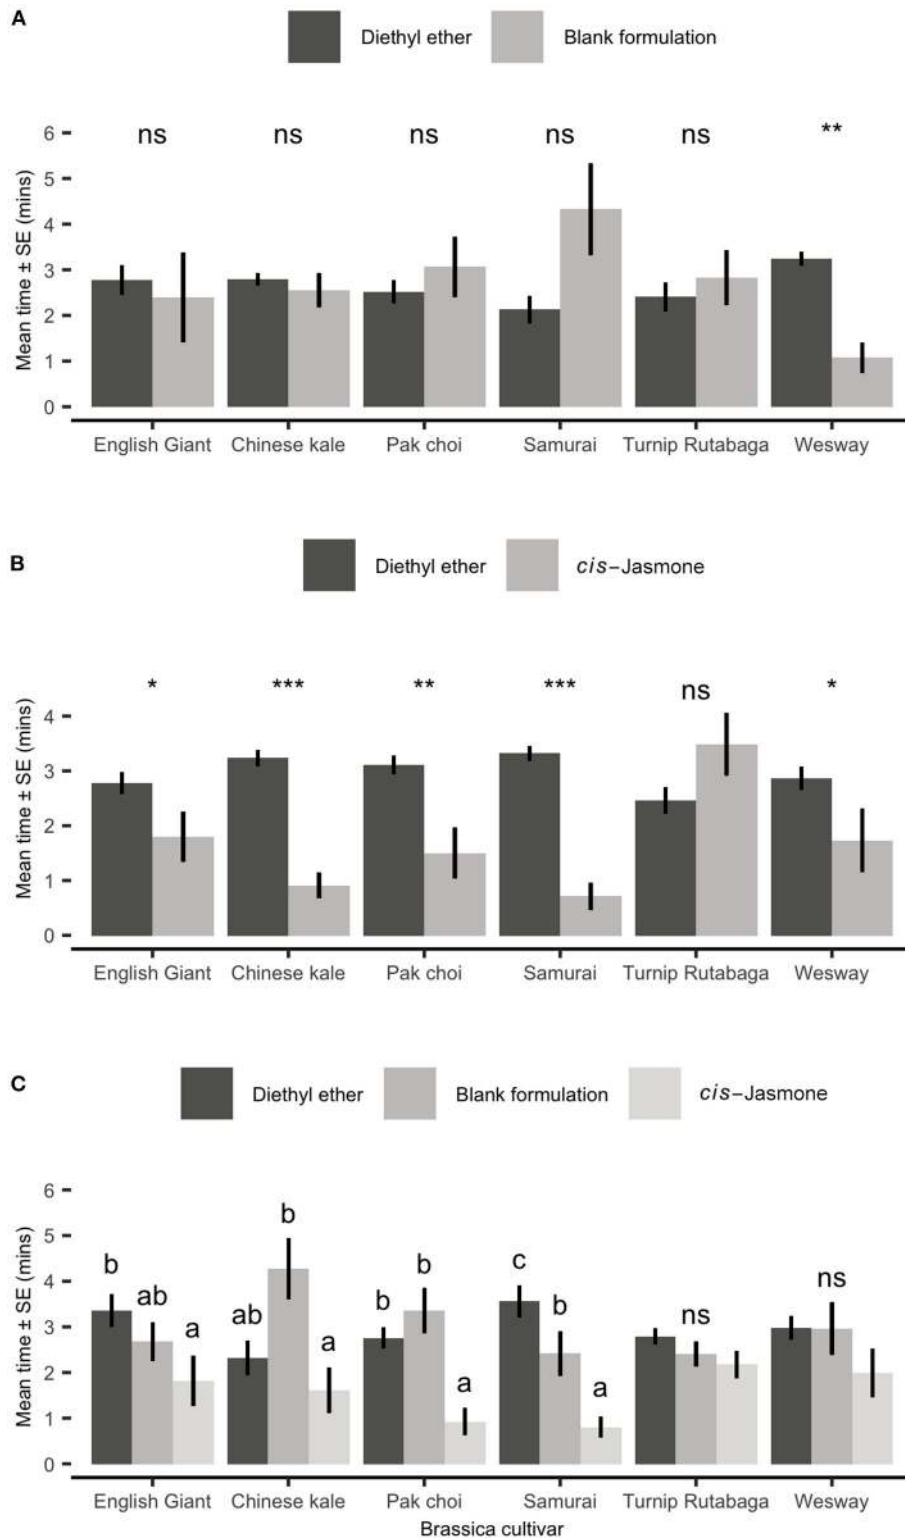 A
Diethyl ether Blank formulation
Mean time ± SE (mins)
6
5
4
3
2
1
0
ns ns ns ns ns **
English Giant Chinese kale Pak choi Samurai Turnip Rutabaga Wesway
B
Diethyl ether cis–Jasmone
Mean time ± SE (mins)
4
3
2
1
0
* *** ** *** ns *
English Giant Chinese kale Pak choi Samurai Turnip Rutabaga Wesway
C
Diethyl ether Blank formulation cis–Jasmone
Mean time ± SE (mins)
6
5
4
3
2
1
0
b ab a ab b a b b a c b a ns ns
English Giant Chinese kale Pak choi Samurai Turnip Rutabaga Wesway
Brassica cultivar